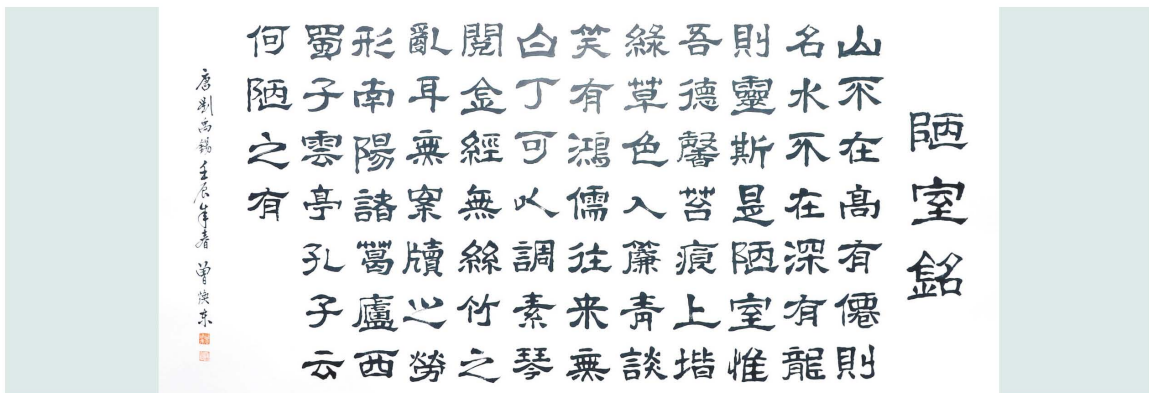 陋室銘
山不在髙有僊則
名水不在深有龍
則靈斯是陋室惟
吾德馨苔痕上堦
綠草色入簾青談
笑有鴻儒往来無
白丁可以調素琴
閱金經無絲竹之
亂耳無案牘之勞
形南陽諸葛廬西
蜀子雲亭孔子云
何陋之有
唐劉禹錫壬辰年春曾东